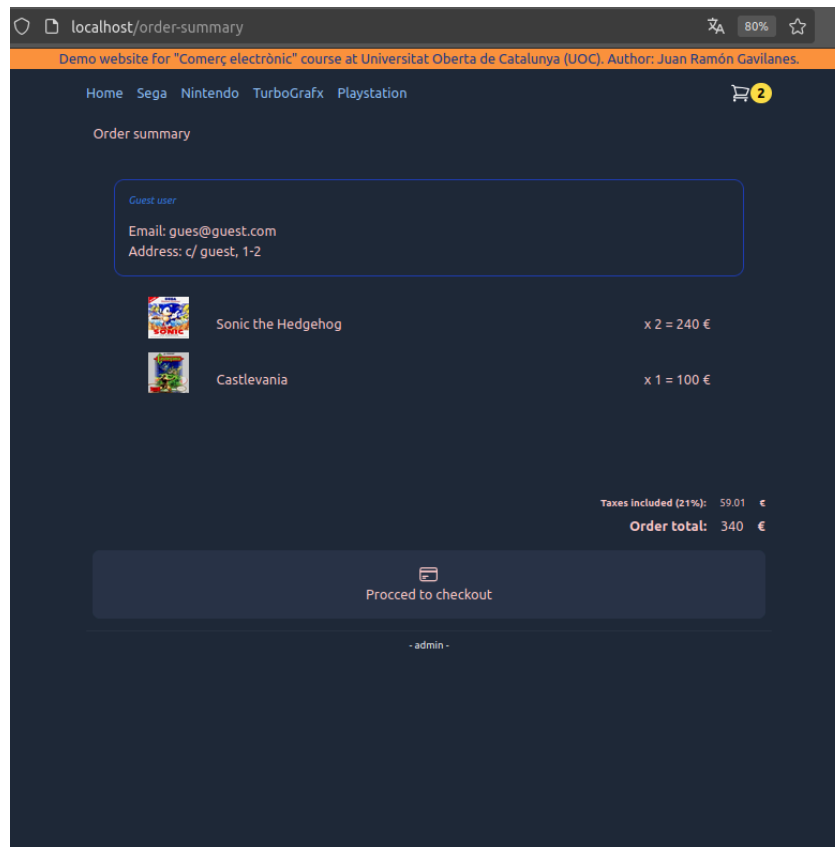 localhost/order-summary
80%
Demo website for "Comerç electrònic" course at Universitat Oberta de Catalunya (UOC). Author: Juan Ramón Gavilanes.
Home Sega Nintendo TurboGrafx Playstation 2
Order summary
Guest user
Email: gues@guest.com
Address: c/ guest, 1-2
SEGA
SONIC
Sonic the Hedgehog x 2 = 240 €
Castlevania x 1 = 100 €
Taxes included (21%): 59.01 €
Order total: 340 €
Procced to checkout
- admin -